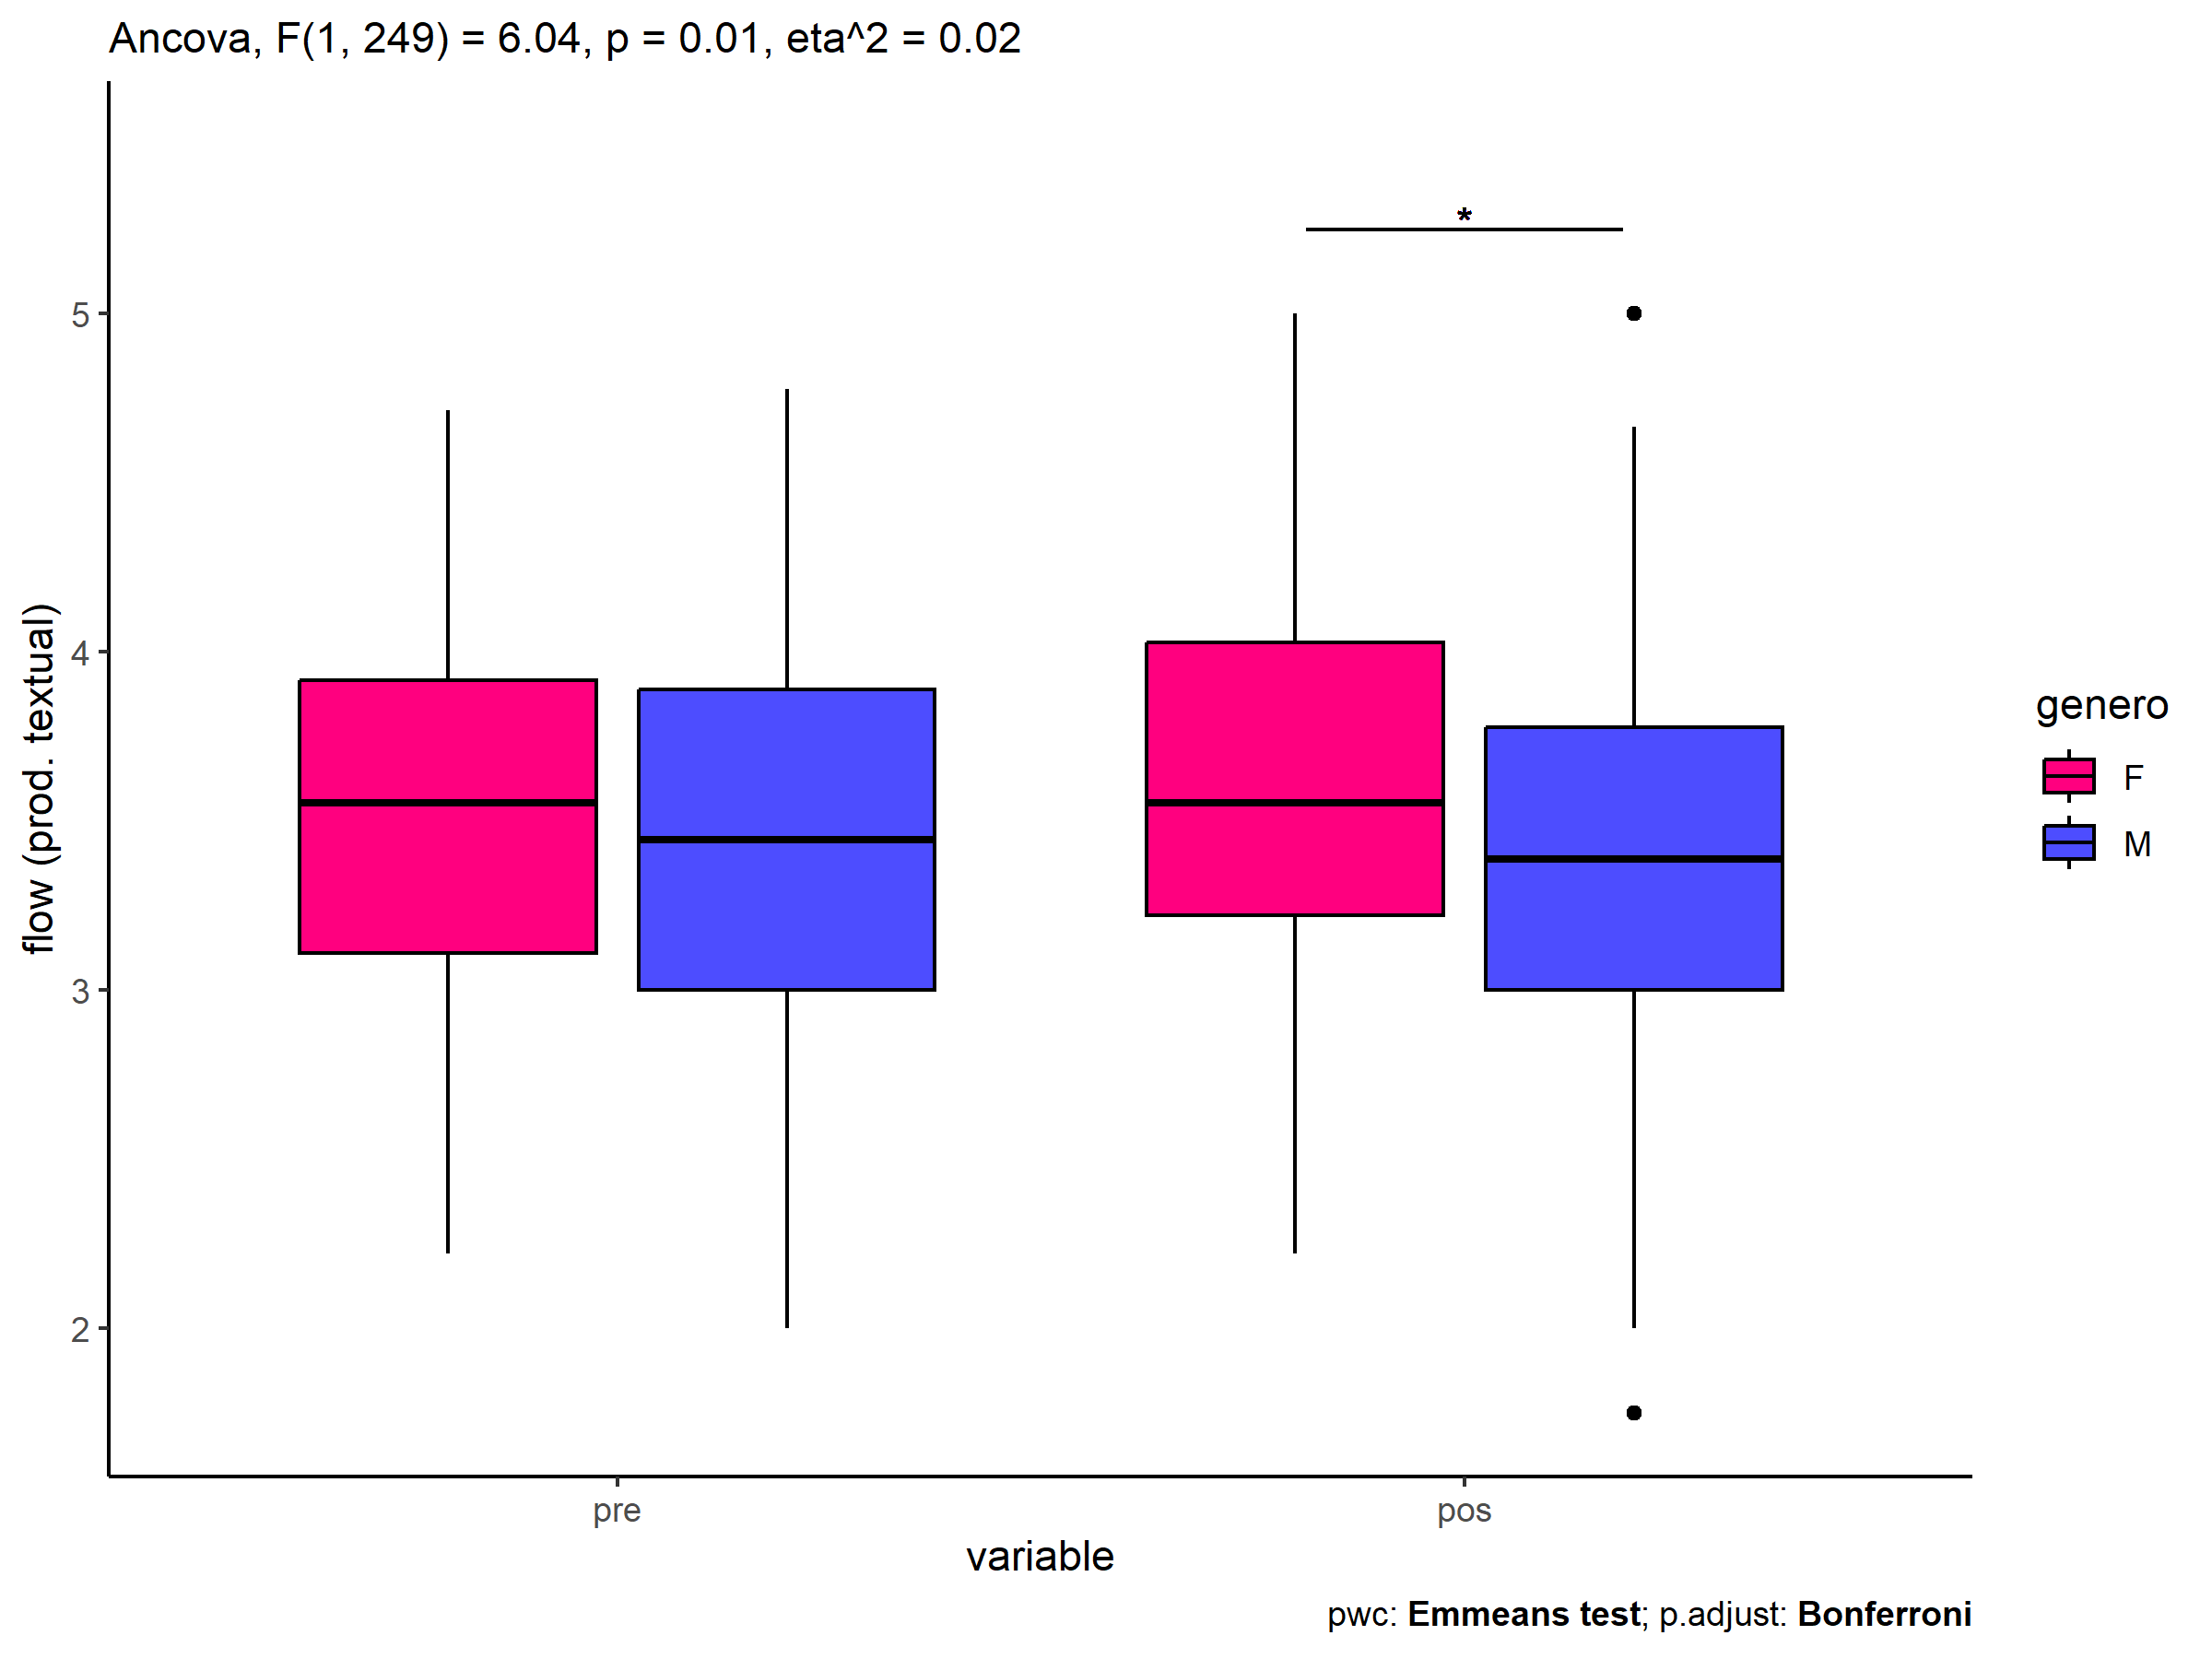 Ancova, F(1, 249) = 6.04, p = 0.01, eta^2 = 0.02
*
5
4
3
2
flow (prod. textual)
pre
pos
variable
genero
F
M
pwc: Emmeans test; p.adjust: Bonferroni